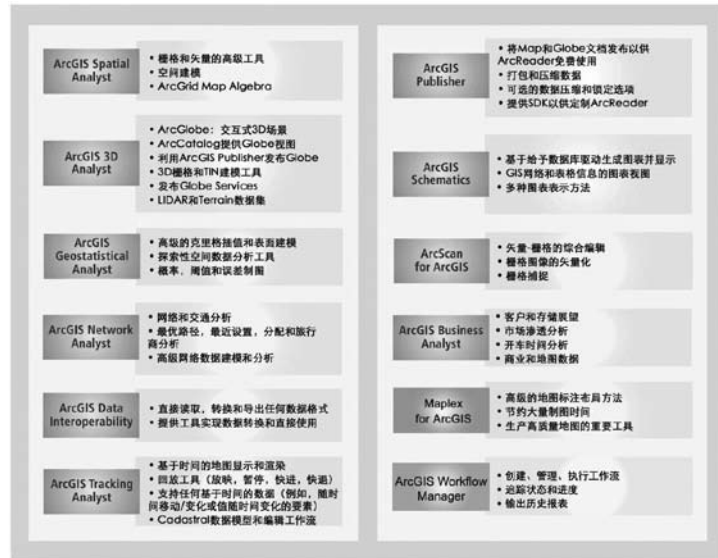 ArcGIS Spatial
Analyst
• 栅格和矢量的高级工具
• 空间建模
• ArcGrid Map Algebra
ArcGIS 3D
Analyst
• ArcGlobe：交互式3D场景
• ArcCatalog提供Globe视图
• 利用ArcGIS Publisher发布Globe
• 3D栅格和TIN建模工具
• 发布Globe Services
• LIDAR和Terrain数据集
ArcGIS
Geostatistical
Analyst
• 高级的克里格插值和表面建模
• 探索性空间数据分析工具
• 概率，阈值和误差制图
ArcGIS Network
Analyst
• 网络和交通分析
• 最优路径，最近设置，分配和旅行
商分析
• 高级网络数据建模和分析
ArcGIS Data
Interoperability
• 直接读取，转换和导出任何数据格式
• 提供工具实现数据转换和直接使用
ArcGIS Tracking
Analyst
• 基于时间的地图显示和渲染
• 回放工具（放映，暂停，快进，快退）
• 支持任何基于时间的数据（例如，随时
间移动/变化或值随时间变化的要素）
• Cadastral数据模型和编辑工作流
ArcGIS
Publisher
• 将Map和Globe文档发布以供
ArcReader免费使用
• 打包和压缩数据
• 可选的数据压缩和锁定选项
• 提供SDK以供定制ArcReader
ArcGIS
Schematics
• 基于给予数据库驱动生成图表并显示
• GIS网络和表格信息的图表视图
• 多种图表表示方法
ArcScan
for ArcGIS
• 矢量-栅格的综合编辑
• 栅格图像的矢量化
• 栅格捕捉
ArcGIS Business
Analyst
• 客户和存储展望
• 市场渗透分析
• 开车时间分析
• 商业和地图数据
Maplex
for ArcGIS
• 高级的地图标注布局方法
• 节约大量制图时间
• 生产高质量地图的重要工具
ArcGIS Workflow
Manager
• 创建、管理、执行工作流
• 追踪状态和进度
• 输出历史报表